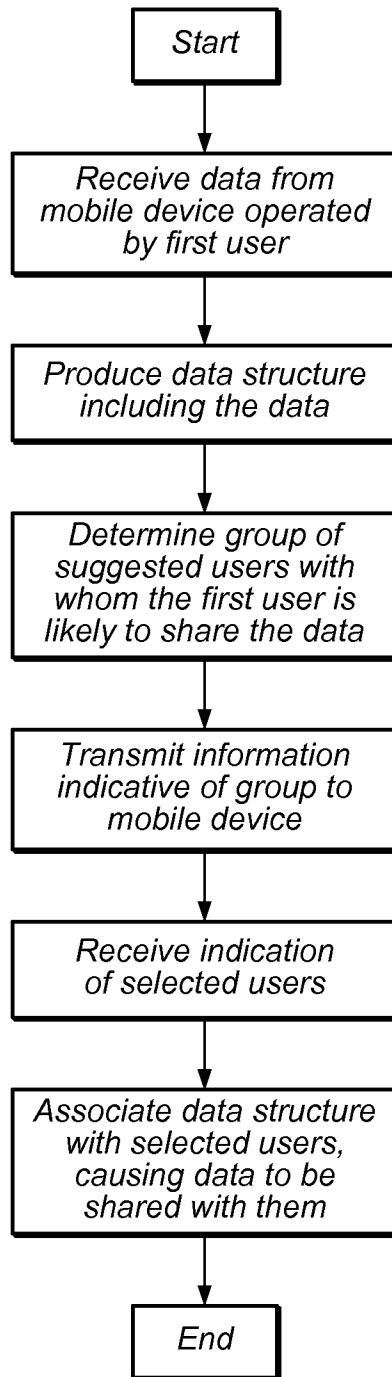 Start
Receive data from
mobile device operated
by first user
Produce data structure
including the data
Determine group of
suggested users with
whom the first user is
likely to share the data
Transmit information
indicative of group to
mobile device
Receive indication
of selected users
Associate data structure
with selected users,
causing data to be
shared with them
End